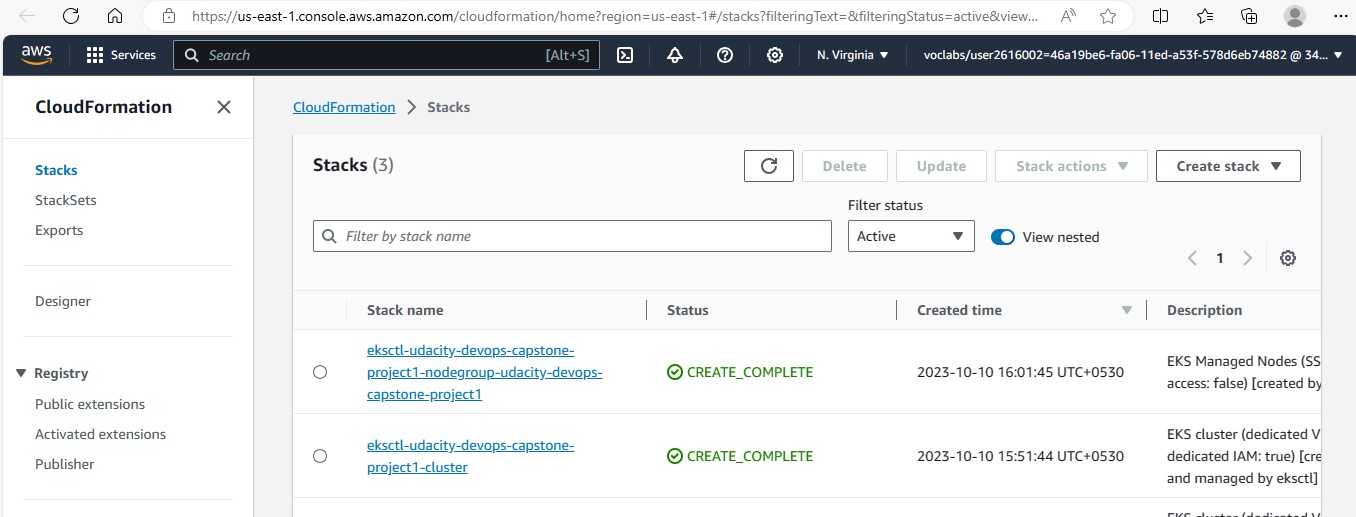 https://us-east-1.console.aws.amazon.com/cloudformation/home?region=us-east-1#/stacks?filteringText=&filteringStatus=active&view...
aws
Services
Search
[Alt+S]
N. Virginia
voclabs/user2616002=46a19be6-fa06-11ed-a53f-578d6eb74882 @ 34...
CloudFormation
Stacks
StackSets
Exports
Designer
Registry
Public extensions
Activated extensions
Publisher
CloudFormation > Stacks
Stacks (3)
Delete
Update
Stack actions
Create stack
Filter by stack name
Filter status
Active
View nested
1
Stack name
Status
Created time
Description
eksctl-udacity-devops-capstone-
project1-nodegroup-udacity-devops-
capstone-project1
CREATE_COMPLETE
2023-10-10 16:01:45 UTC+0530
EKS Managed Nodes (SS
access: false) [created by
eksctl-udacity-devops-capstone-
project1-cluster
CREATE_COMPLETE
2023-10-10 15:51:44 UTC+0530
EKS cluster (dedicated V
dedicated IAM: true) [cre
and managed by eksctl]